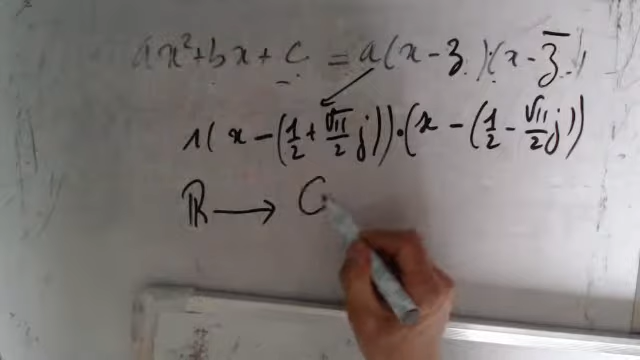 ax²+bx+c = a(x-z)·(x-z̅)
1(x-(1/2+√11/2 j))·(x-(1/2-√11/2 j))
ℝ → C